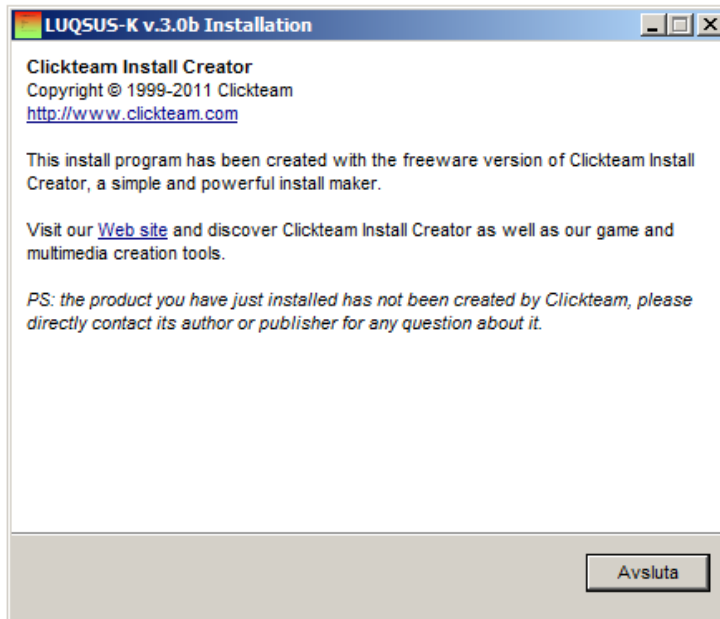 LUQSUS-K v.3.0b Installation
Clickteam Install Creator
Copyright © 1999-2011 Clickteam
http://www.clickteam.com
This install program has been created with the freeware version of Clickteam Install
Creator, a simple and powerful install maker.
Visit our Web site and discover Clickteam Install Creator as well as our game and
multimedia creation tools.
PS: the product you have just installed has not been created by Clickteam, please
directly contact its author or publisher for any question about it.
Avsluta